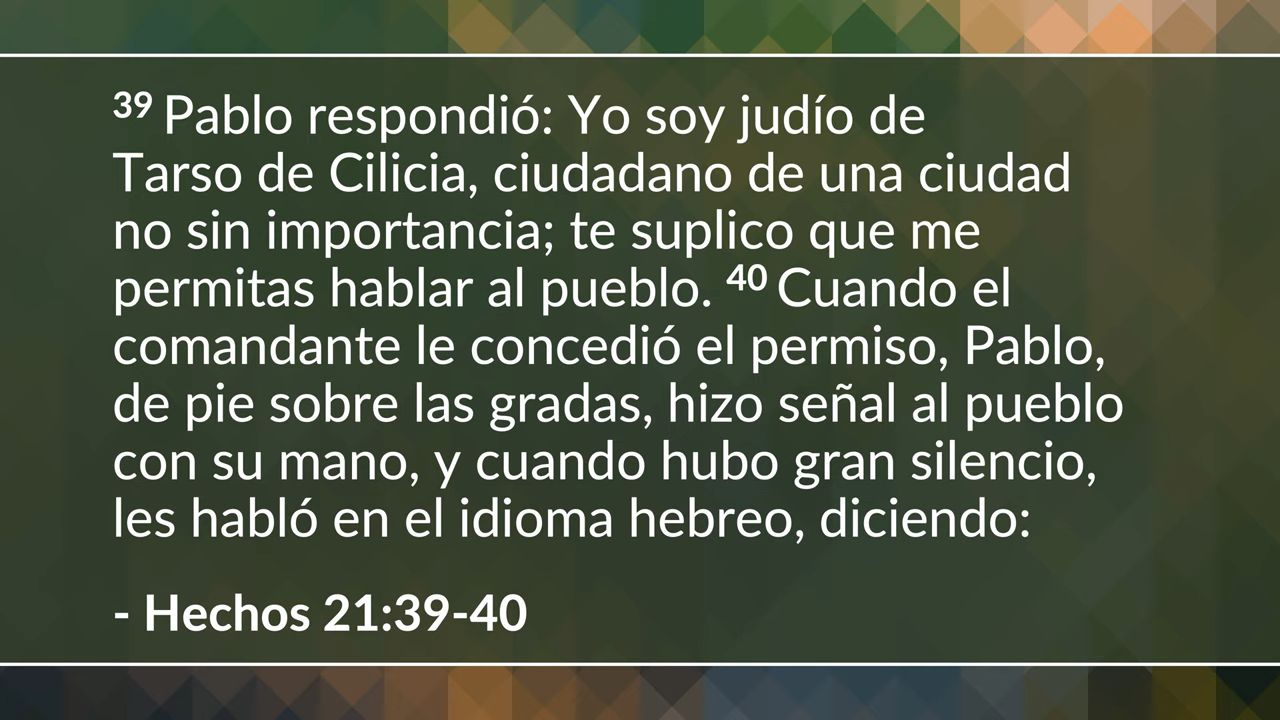 39 Pablo respondió: Yo soy judío de
Tarso de Cilicia, ciudadano de una ciudad
no sin importancia; te suplico que me
permitas hablar al pueblo. 40 Cuando el
comandante le concedió el permiso, Pablo,
de pie sobre las gradas, hizo señal al pueblo
con su mano, y cuando hubo gran silencio,
les habló en el idioma hebreo, diciendo:
- Hechos 21:39-40